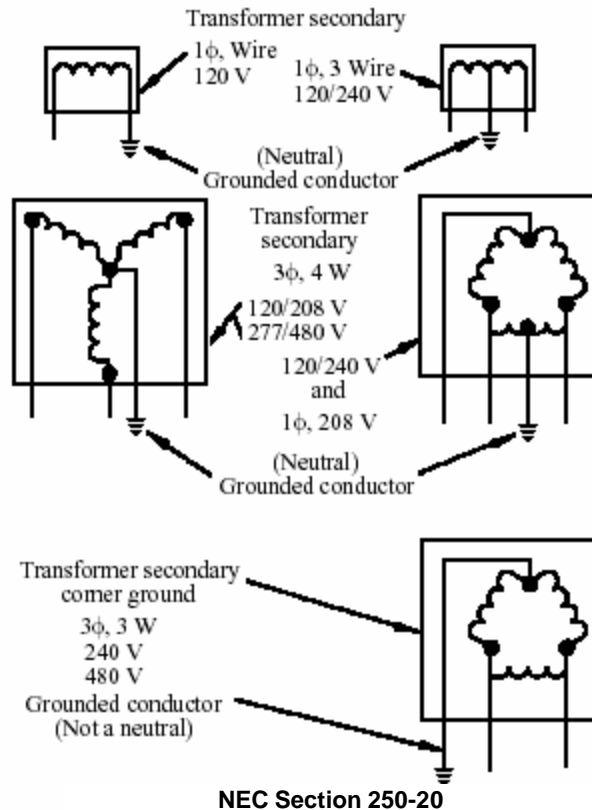 Transformer secondary
1ϕ, Wire
120 V
1ϕ, 3 Wire
120/240 V
(Neutral)
Grounded conductor
Transformer
secondary
3ϕ, 4 W
120/208 V
277/480 V
120/240 V
and
1ϕ, 208 V
(Neutral)
Grounded conductor
Transformer secondary
corner ground
3ϕ, 3 W
240 V
480 V
Grounded conductor
(Not a neutral)
NEC Section 250-20